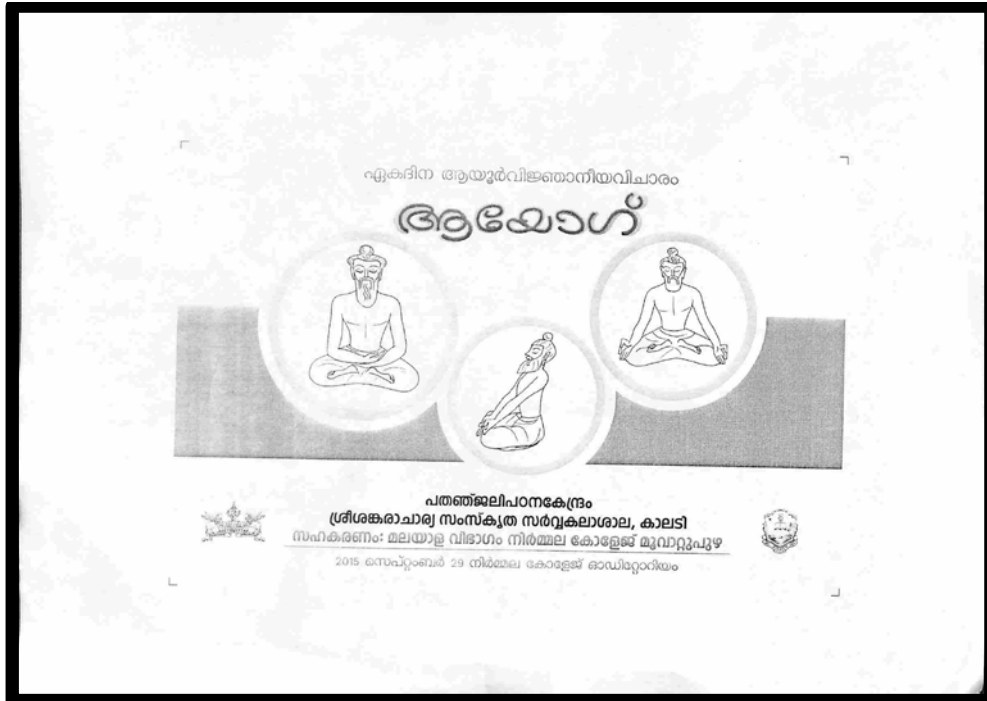 ഏകദിന ആയൂർവിജ്ഞാനീയവിചാരം
ആയോഗ്
പതഞ്ജലിപഠനകേന്ദ്രം
ശ്രീശങ്കരാചാര്യ സംസ്കൃത സർവ്വകലാശാല, കാലടി
സഹകരണം: മലയാള വിഭാഗം നിർമ്മല കോളേജ് മൂവാറ്റുപുഴ
2015 സെപ്റ്റംബർ 29 നിർമ്മല കോളേജ് ഓഡിറ്റോറിയം